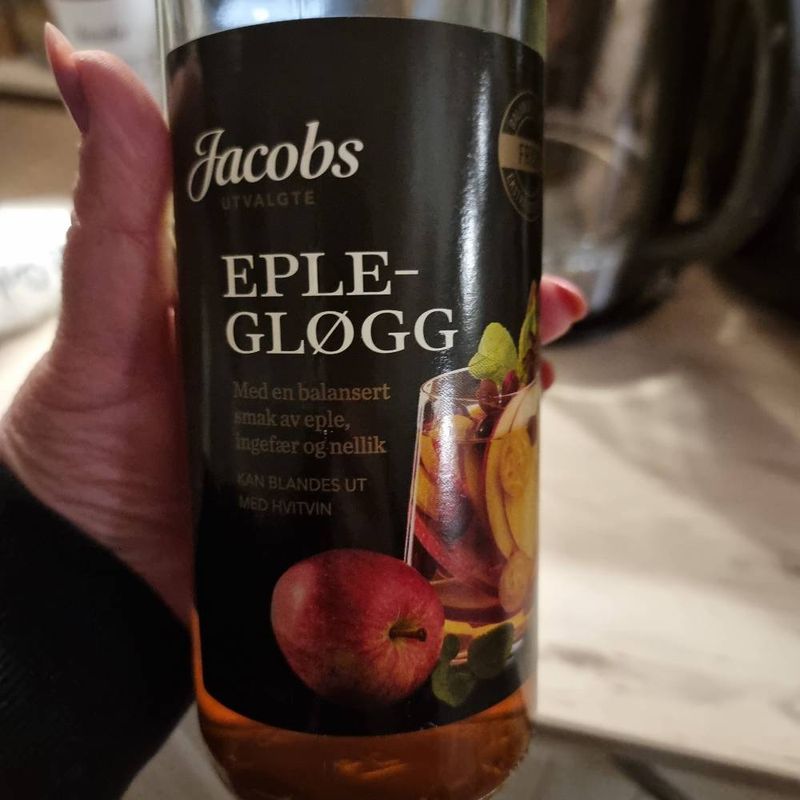 Jacobs
UTVALGTE
EPLE-
GLØGG
Med en balansert
smak av eple,
ingefær og nellik
KAN BLANDES UT
MED HVITVIN